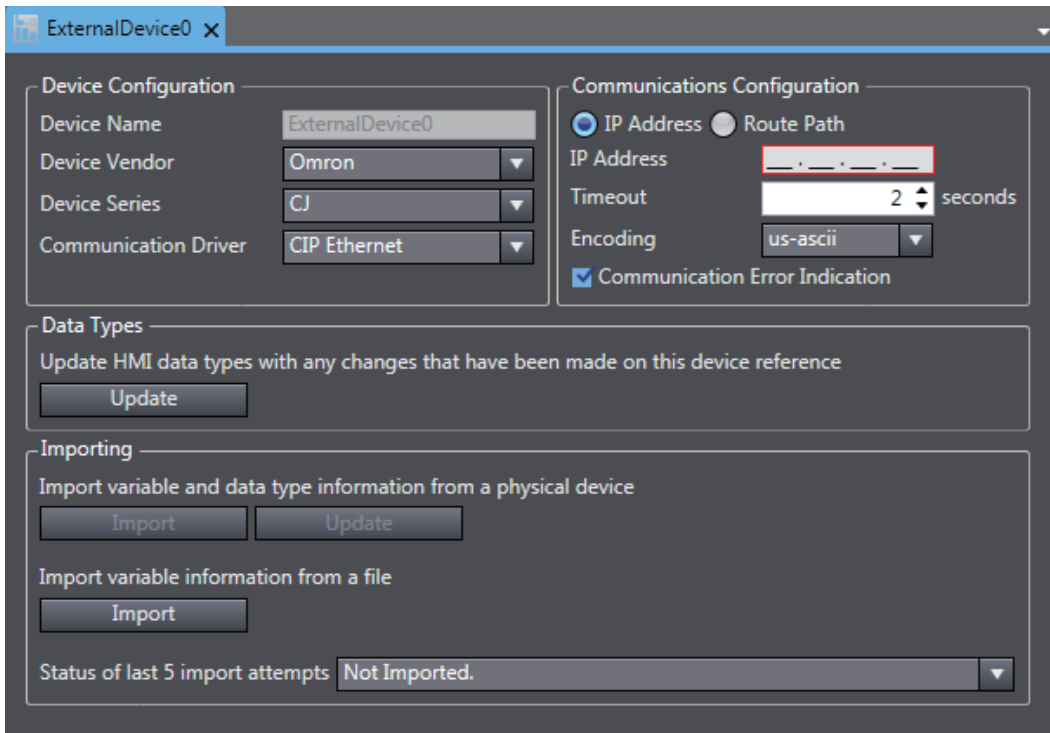 ExternalDevice0
Device Configuration
Device Name ExternalDevice0
Device Vendor Omron
Device Series CJ
Communication Driver CIP Ethernet
Communications Configuration
IP Address Route Path
IP Address __.__.__.__
Timeout 2 seconds
Encoding us-ascii
Communication Error Indication
Data Types
Update HMI data types with any changes that have been made on this device reference
Update
Importing
Import variable and data type information from a physical device
Import Update
Import variable information from a file
Import
Status of last 5 import attempts Not Imported.